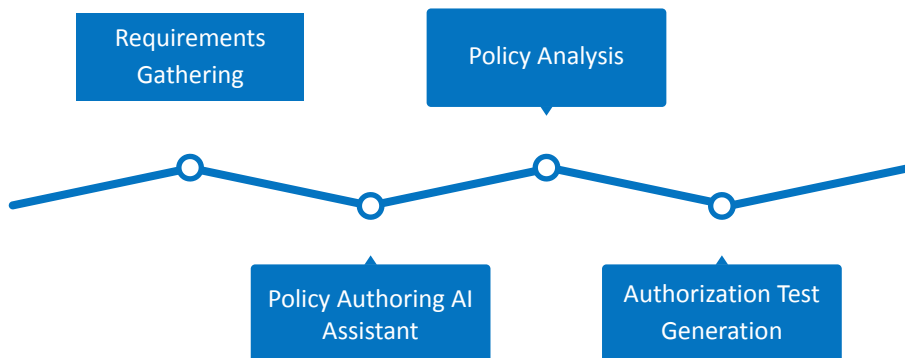 Requirements
Gathering
Policy Analysis
Policy Authoring AI
Assistant
Authorization Test
Generation